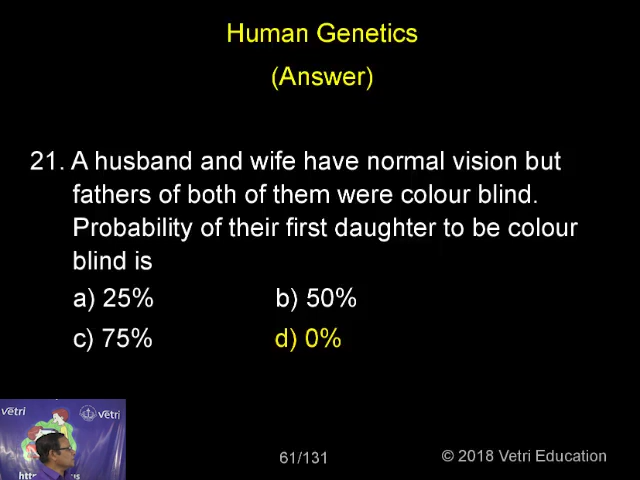 Human Genetics
(Answer)
21. A husband and wife have normal vision but
fathers of both of them were colour blind.
Probability of their first daughter to be colour
blind is
a) 25% b) 50%
c) 75% d) 0%
vetri vetri
61/131 © 2018 Vetri Education